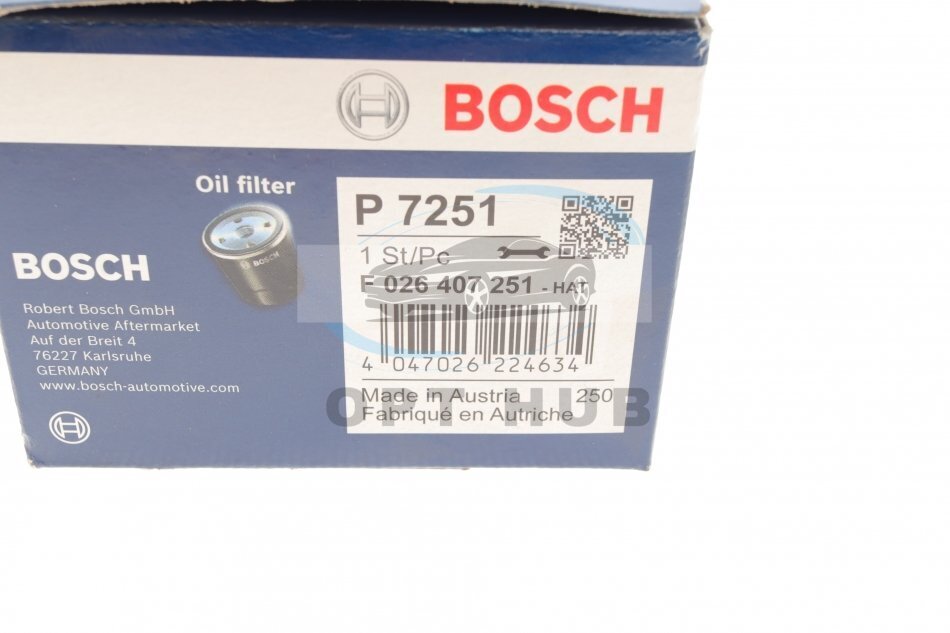 BOSCH
Oil filter
BOSCH
BOSCH
Robert Bosch GmbH
Automotive Aftermarket
Auf der Breit 4
76227 Karlsruhe
GERMANY
www.bosch-automotive.com
P 7251
1 St/Pc
F 026 407 251 - HAT
4 047026 224634
Made in Austria 250
Fabriqué en Autriche
OPT HUB